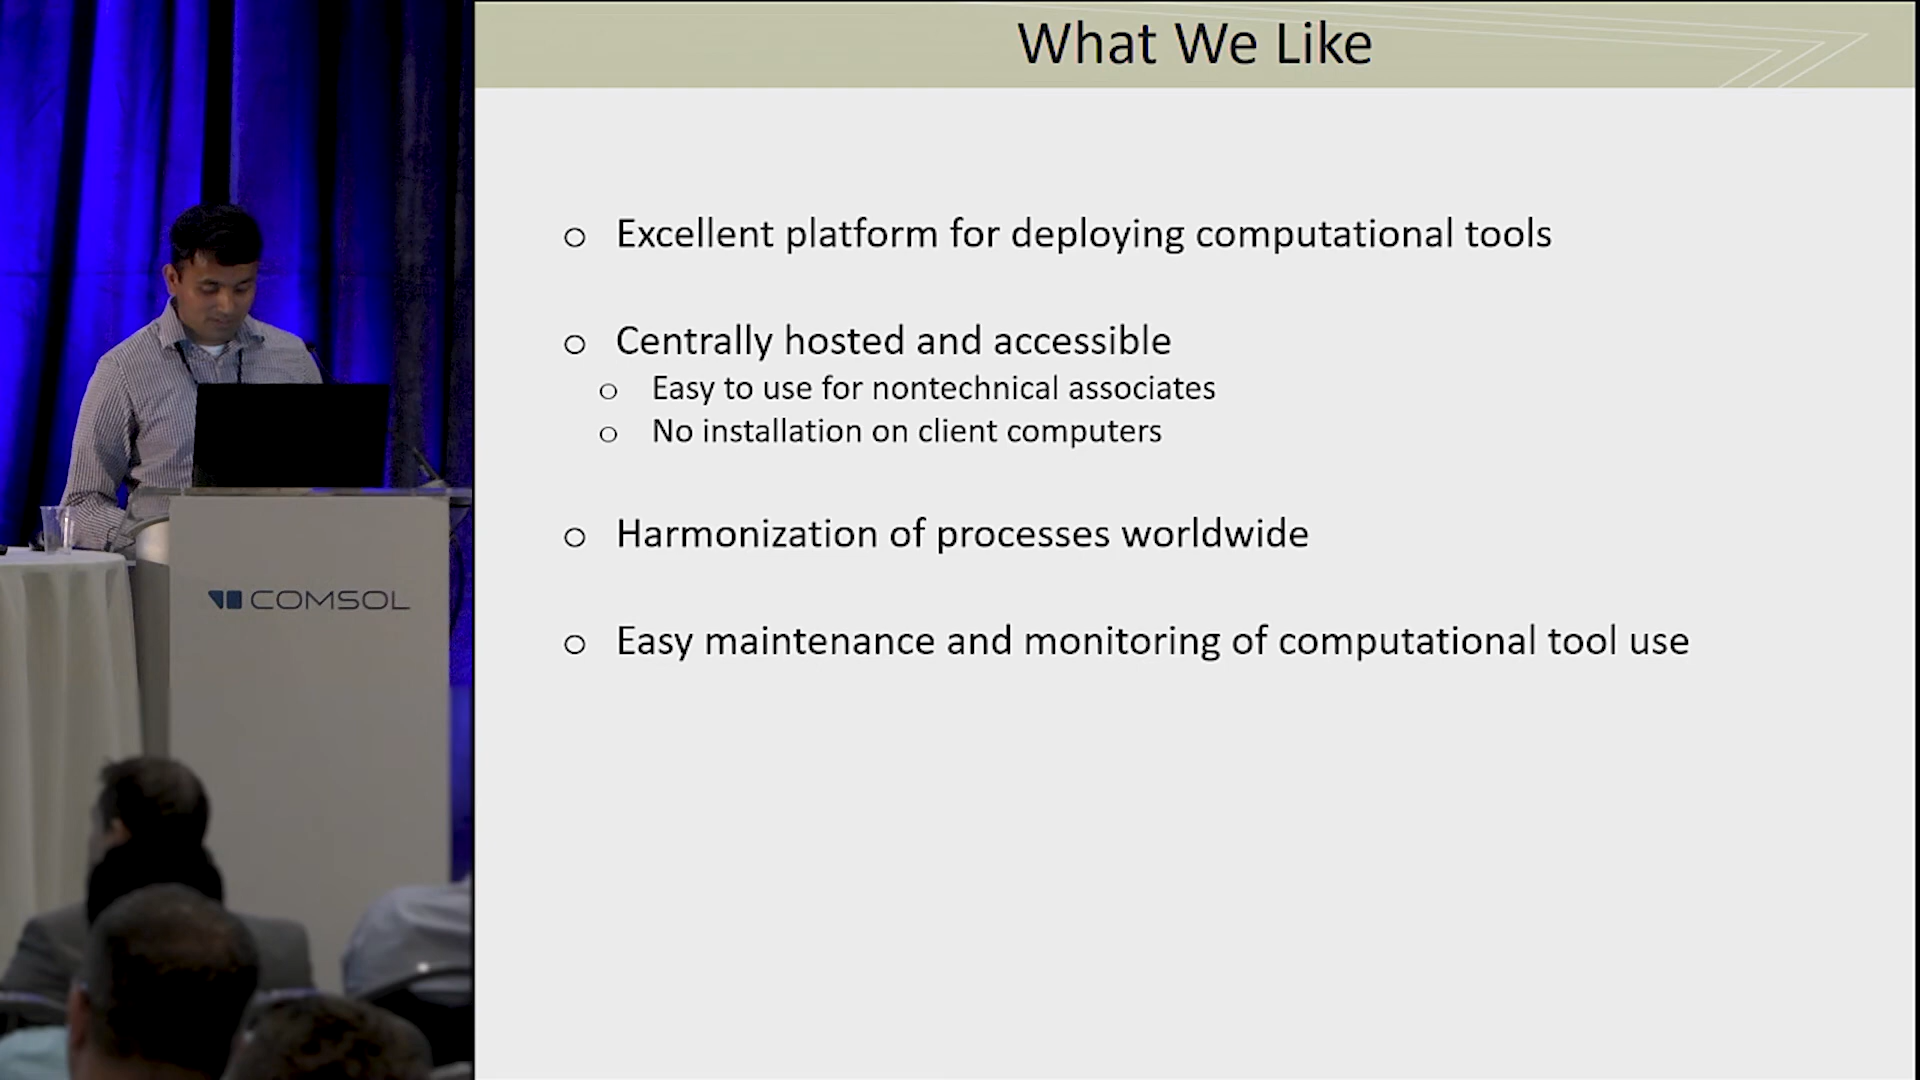 What We Like
o Excellent platform for deploying computational tools
o Centrally hosted and accessible
o Easy to use for nontechnical associates
o No installation on client computers
o Harmonization of processes worldwide
o Easy maintenance and monitoring of computational tool use
COMSOL